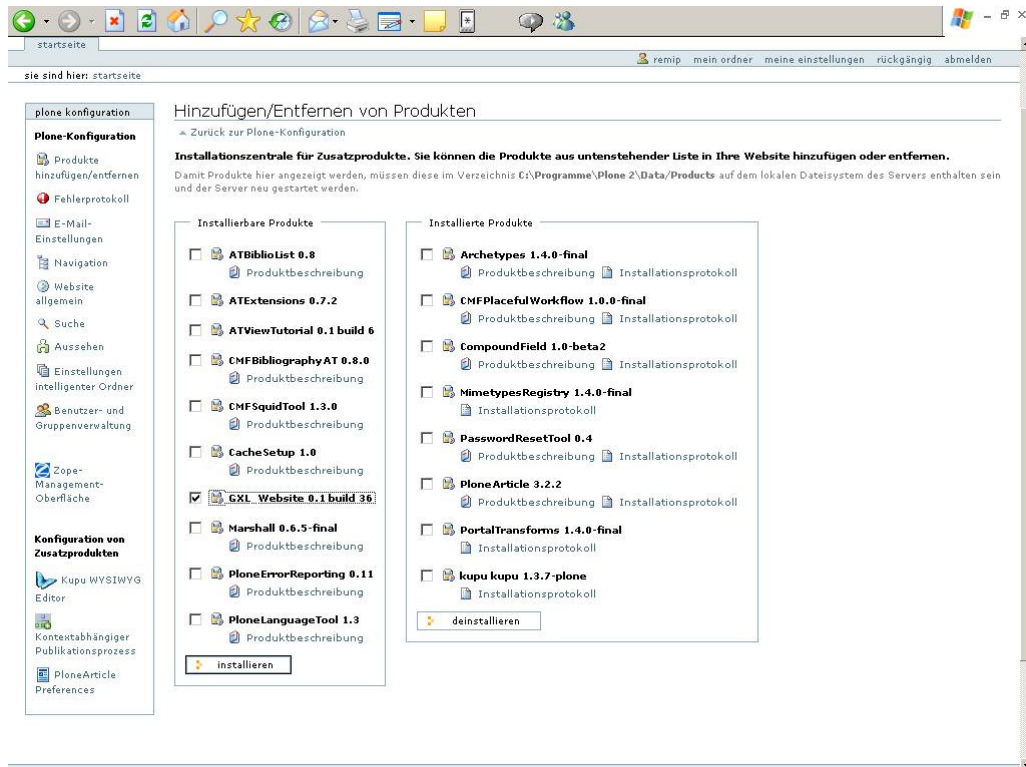 startseite
remip mein ordner meine einstellungen rückgängig abmelden
sie sind hier: startseite
plone konfiguration
Plone-Konfiguration
Produkte
hinzufügen/entfernen
Fehlerprotokoll
E-Mail-
Einstellungen
Navigation
Website
allgemein
Suche
Aussehen
Einstellungen
intelligenter Ordner
Benutzer- und
Gruppenverwaltung
Zope-
Management-
Oberfläche
Konfiguration von
Zusatzprodukten
Kupu WYSIWYG
Editor
Kontextabhängiger
Publikationsprozess
PloneArticle
Preferences
Hinzufügen/Entfernen von Produkten
Zurück zur Plone-Konfiguration
Installationszentrale für Zusatzprodukte. Sie können die Produkte aus untenstehender Liste in Ihre Website hinzufügen oder entfernen.
Damit Produkte hier angezeigt werden, müssen diese im Verzeichnis C:\Programme\Plone 2\Data/Products auf dem lokalen Dateisystem des Servers enthalten sein
und der Server neu gestartet werden.
Installierbare Produkte
ATBiblioList 0.8
Produktbeschreibung
ATExtensions 0.7.2
ATViewTutorial 0.1 build 6
CMFBibliographyAT 0.8.0
Produktbeschreibung
CMFSquidTool 1.3.0
Produktbeschreibung
CacheSetup 1.0
Produktbeschreibung
GXL_Website 0.1 build 36
Marshall 0.6.5-final
Produktbeschreibung
PloneErrorReporting 0.11
Produktbeschreibung
PloneLanguageTool 1.3
Produktbeschreibung
installieren
Installierte Produkte
Archetypes 1.4.0-final
Produktbeschreibung Installationsprotokoll
CMFPlacefulWorkflow 1.0.0-final
Produktbeschreibung Installationsprotokoll
CompoundField 1.0-beta2
Produktbeschreibung Installationsprotokoll
MimetypesRegistry 1.4.0-final
Installationsprotokoll
PasswordResetTool 0.4
Produktbeschreibung Installationsprotokoll
PloneArticle 3.2.2
Produktbeschreibung Installationsprotokoll
PortalTransforms 1.4.0-final
Installationsprotokoll
kupu kupu 1.3.7-plone
Installationsprotokoll
deinstallieren